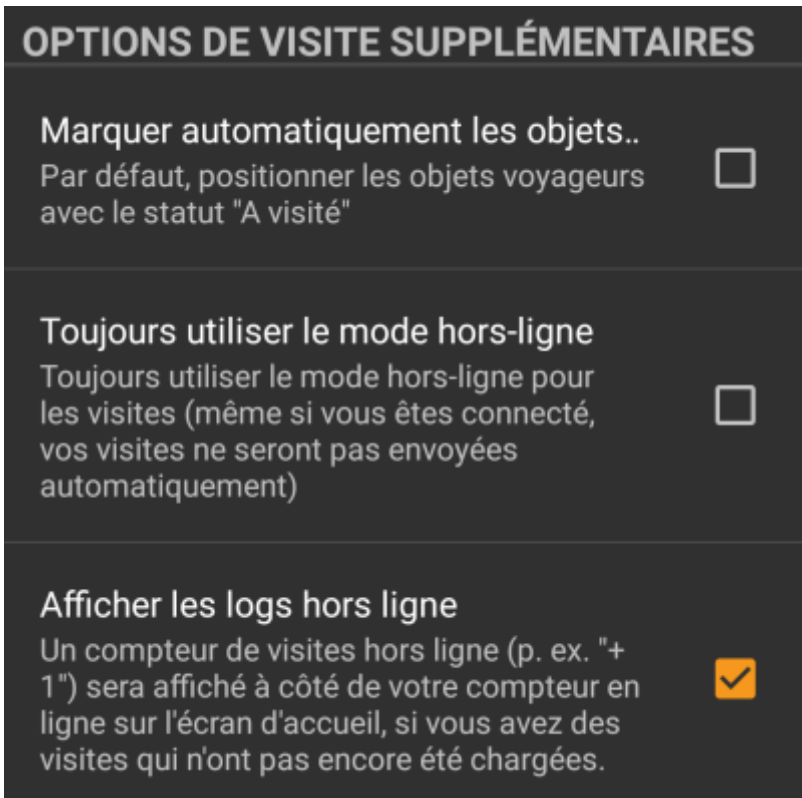 OPTIONS DE VISITE SUPPLÉMENTAIRES
Marquer automatiquement les objets..
Par défaut, positionner les objets voyageurs
avec le statut "A visité"
Toujours utiliser le mode hors-ligne
Toujours utiliser le mode hors-ligne pour
les visites (même si vous êtes connecté,
vos visites ne seront pas envoyées
automatiquement)
Afficher les logs hors ligne
Un compteur de visites hors ligne (p. ex. "+
1") sera affiché à côté de votre compteur en
ligne sur l'écran d'accueil, si vous avez des
visites qui n'ont pas encore été chargées.